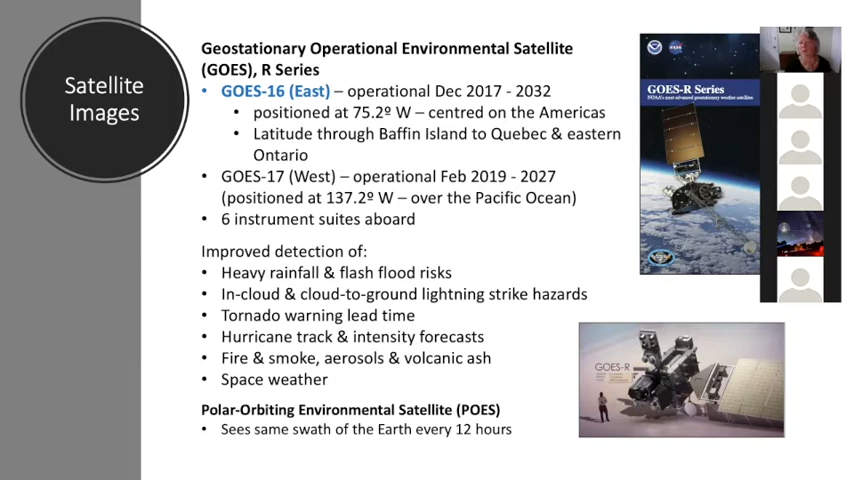 Satellite
Images
Geostationary Operational Environmental Satellite
(GOES), R Series
• GOES-16 (East) – operational Dec 2017 - 2032
• positioned at 75.2º W – centred on the Americas
• Latitude through Baffin Island to Quebec & eastern
Ontario
• GOES-17 (West) – operational Feb 2019 - 2027
(positioned at 137.2º W – over the Pacific Ocean)
• 6 instrument suites aboard
Improved detection of:
• Heavy rainfall & flash flood risks
• In-cloud & cloud-to-ground lightning strike hazards
• Tornado warning lead time
• Hurricane track & intensity forecasts
• Fire & smoke, aerosols & volcanic ash
• Space weather
Polar-Orbiting Environmental Satellite (POES)
• Sees same swath of the Earth every 12 hours
GOES-R Series
NOAA's most advanced geostationary weather satellites
GOES-R